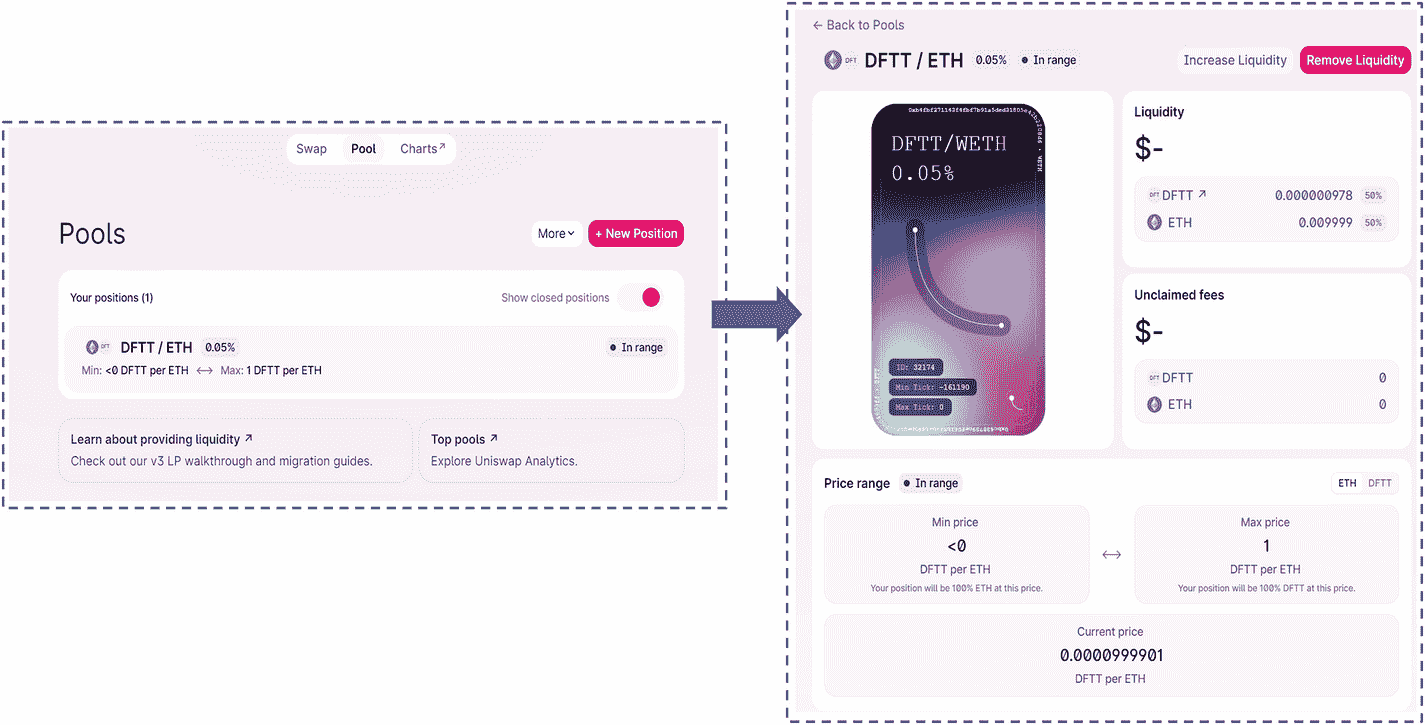 Swap Pool Charts↗
Pools
More
+ New Position
Your positions (1)
Show closed positions
DFT
DFTT / ETH 0.05%
In range
Min: <0 DFTT per ETH ↔ Max: 1 DFTT per ETH
Learn about providing liquidity ↗
Check out our v3 LP walkthrough and migration guides.
Top pools ↗
Explore Uniswap Analytics.
← Back to Pools
DFT
DFTT / ETH 0.05% In range
Increase Liquidity
Remove Liquidity
DFTT/WETH
0.05%
ID: 32174
Min Tick: -161190
Max Tick: 0
Liquidity
$-
DFT DFTT ↗ 0.000000978 50%
ETH 0.009999 50%
Unclaimed fees
$-
DFT DFTT 0
ETH 0
Price range In range
ETH DFTT
Min price
<0
DFTT per ETH
Your position will be 100% ETH at this price.
↔
Max price
1
DFTT per ETH
Your position will be 100% DFTT at this price.
Current price
0.0000999901
DFTT per ETH